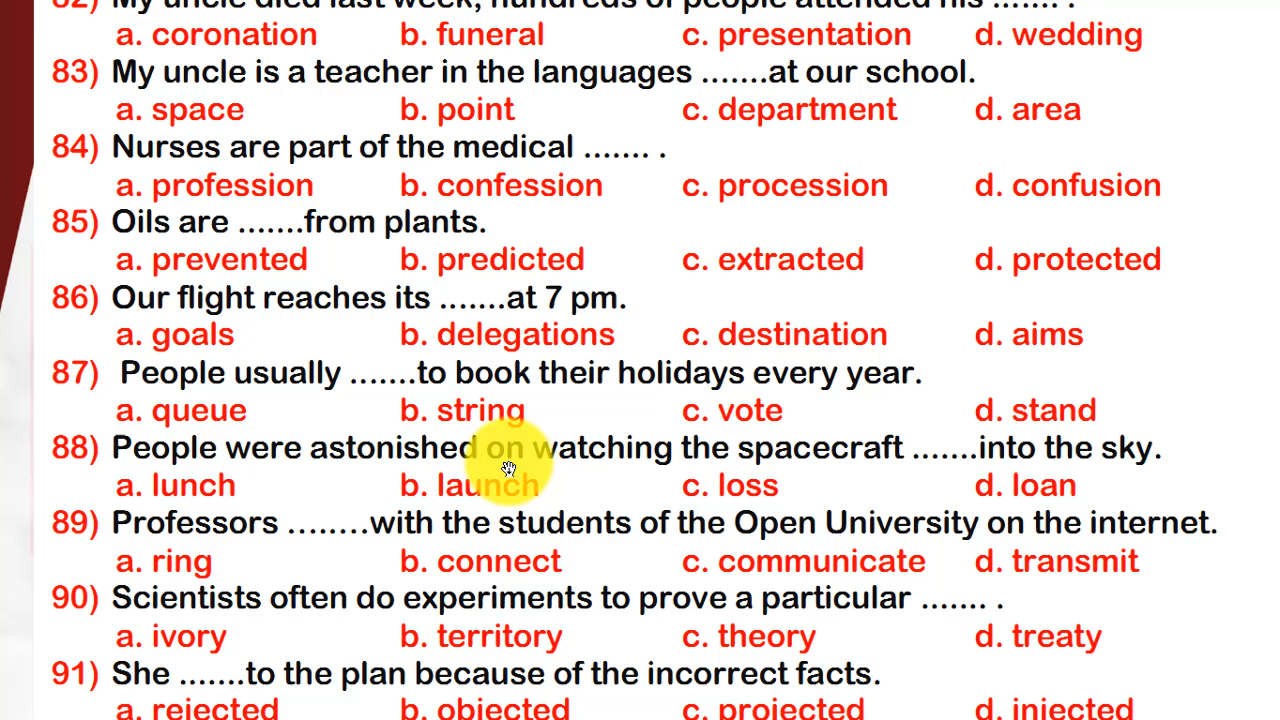 82) My uncle died last week, hundreds of people attended his ....... .
a. coronation b. funeral c. presentation d. wedding
83) My uncle is a teacher in the languages .......at our school.
a. space b. point c. department d. area
84) Nurses are part of the medical ....... .
a. profession b. confession c. procession d. confusion
85) Oils are .......from plants.
a. prevented b. predicted c. extracted d. protected
86) Our flight reaches its .......at 7 pm.
a. goals b. delegations c. destination d. aims
87) People usually .......to book their holidays every year.
a. queue b. string c. vote d. stand
88) People were astonished on watching the spacecraft .......into the sky.
a. lunch b. launch c. loss d. loan
89) Professors ........with the students of the Open University on the internet.
a. ring b. connect c. communicate d. transmit
90) Scientists often do experiments to prove a particular ....... .
a. ivory b. territory c. theory d. treaty
91) She .......to the plan because of the incorrect facts.
a. rejected b. objected c. projected d. injected